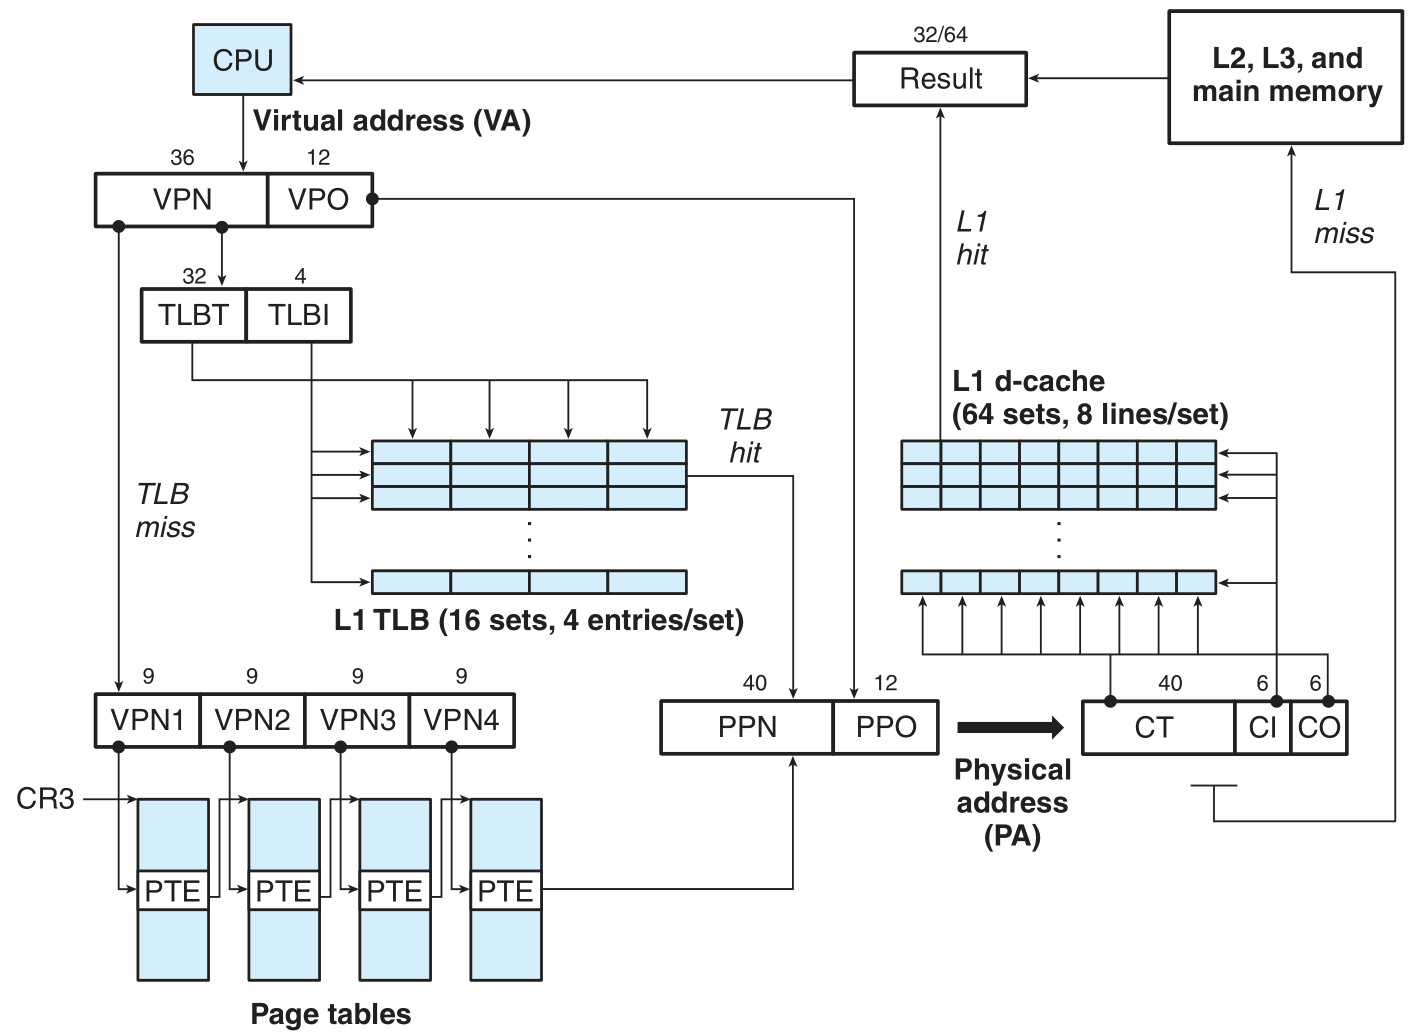 CPU
32/64
Result
L2, L3, and
main memory
Virtual address (VA)
36
12
VPN
VPO
L1
hit
L1
miss
32
4
TLBT
TLBI
L1 d-cache
(64 sets, 8 lines/set)
TLB
hit
TLB
miss
L1 TLB (16 sets, 4 entries/set)
9
9
9
9
VPN1
VPN2
VPN3
VPN4
40
12
PPN
PPO
40
6
6
CT
CI
CO
Physical
address
(PA)
CR3
PTE
PTE
PTE
PTE
Page tables